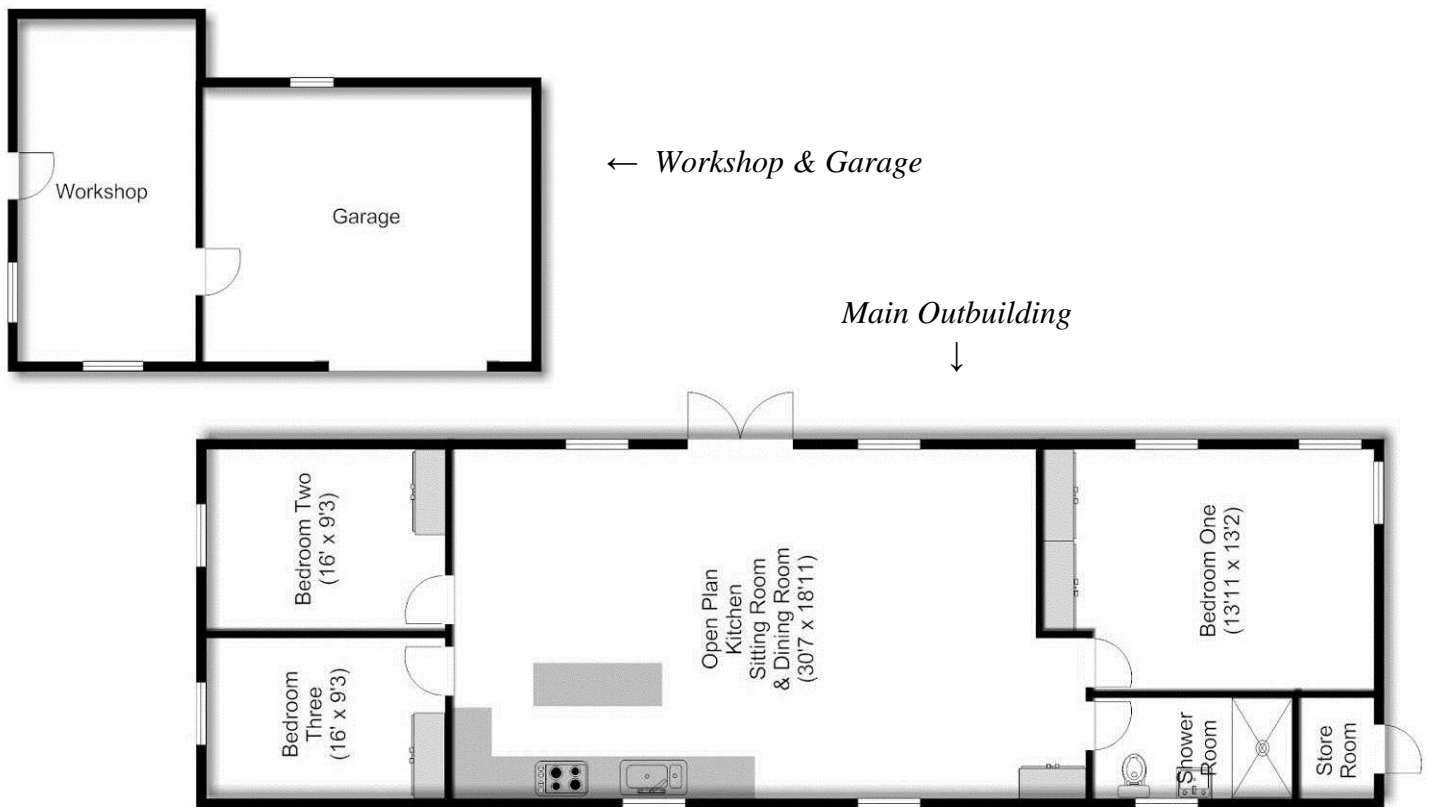 Workshop
Garage
← Workshop & Garage
Main Outbuilding
↓
Bedroom Two
(16' x 9'3)
Bedroom
Three
(16' x 9'3)
Open Plan
Kitchen
Sitting Room
& Dining Room
(30'7 x 18'11)
Bedroom One
(13'11 x 13'2)
Shower
Room
Store
Room